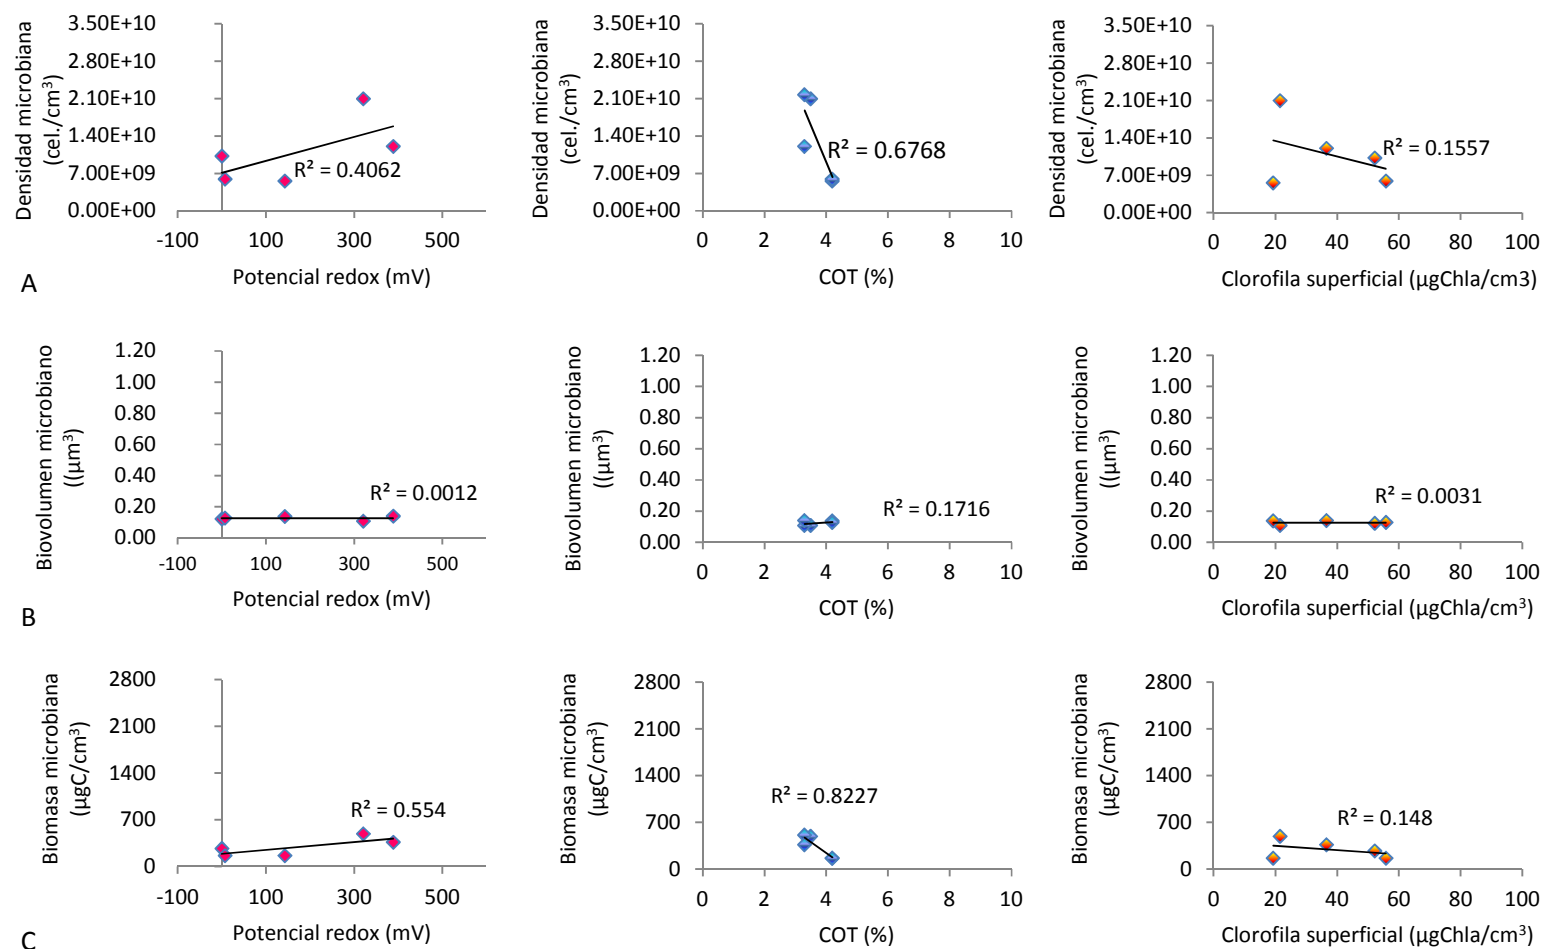 Densidad microbiana
(cel./cm³)
3.50E+10
2.80E+10
2.10E+10
1.40E+10
7.00E+09
0.00E+00
R² = 0.4062
-100 100 300 500
Potencial redox (mV)
Densidad microbiana
(cel./cm³)
3.50E+10
2.80E+10
2.10E+10
1.40E+10
7.00E+09
0.00E+00
R² = 0.6768
0 2 4 6 8 10
COT (%)
Densidad microbiana
(cel./cm³)
3.50E+10
2.80E+10
2.10E+10
1.40E+10
7.00E+09
0.00E+00
R² = 0.1557
0 20 40 60 80 100
Clorofila superficial (µgChla/cm3)
A
Biovolumen microbiano
((µm³)
1.20
1.00
0.80
0.60
0.40
0.20
0.00
R² = 0.0012
-100 100 300 500
Potencial redox (mV)
Biovolumen microbiano
((µm³)
1.20
1.00
0.80
0.60
0.40
0.20
0.00
R² = 0.1716
0 2 4 6 8 10
COT (%)
Biovolumen microbiano
((µm³)
1.20
1.00
0.80
0.60
0.40
0.20
0.00
R² = 0.0031
0 20 40 60 80 100
Clorofila superficial (µgChla/cm³)
B
Biomasa microbiana
(µgC/cm³)
2800
2100
1400
700
0
R² = 0.554
-100 100 300 500
Potencial redox (mV)
Biomasa microbiana
(µgC/cm³)
2800
2100
1400
700
0
R² = 0.8227
0 2 4 6 8 10
COT (%)
Biomasa microbiana
(µgC/cm³)
2800
2100
1400
700
0
R² = 0.148
0 20 40 60 80 100
Clorofila superficial (µgChla/cm³)
C